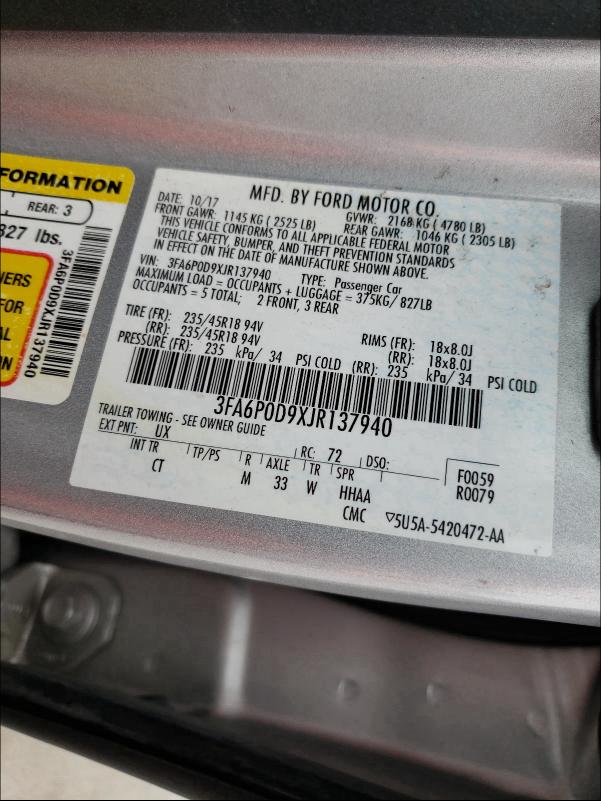 FORMATION
REAR: 3
827 lbs.
NERS
FOR
AL
ON
3FA6P0D9XJR137940
MFD. BY FORD MOTOR CO.
DATE: 10/17 GVWR: 2168 KG ( 4780 LB)
FRONT GAWR: 1145 KG ( 2525 LB) REAR GAWR: 1046 KG ( 2305 LB)
THIS VEHICLE CONFORMS TO ALL APPLICABLE FEDERAL MOTOR
VEHICLE SAFETY, BUMPER, AND THEFT PREVENTION STANDARDS
IN EFFECT ON THE DATE OF MANUFACTURE SHOWN ABOVE.
VIN: 3FA6P0D9XJR137940 TYPE: Passenger Car
MAXIMUM LOAD = OCCUPANTS + LUGGAGE = 375KG/ 827LB
OCCUPANTS = 5 TOTAL; 2 FRONT, 3 REAR
TIRE (FR): 235/45R18 94V RIMS (FR): 18x8.0J
(RR): 235/45R18 94V (RR): 18x8.0J
PRESSURE (FR): 235 kPa/ 34 PSI COLD (RR): 235 kPa/ 34 PSI COLD
3FA6P0D9XJR137940
TRAILER TOWING - SEE OWNER GUIDE
EXT PNT: UX RC: 72 DSO: F0059
INT TR TP/PS R AXLE TR SPR R0079
CT M 33 W HHAA
CMC ▽5U5A-5420472-AA